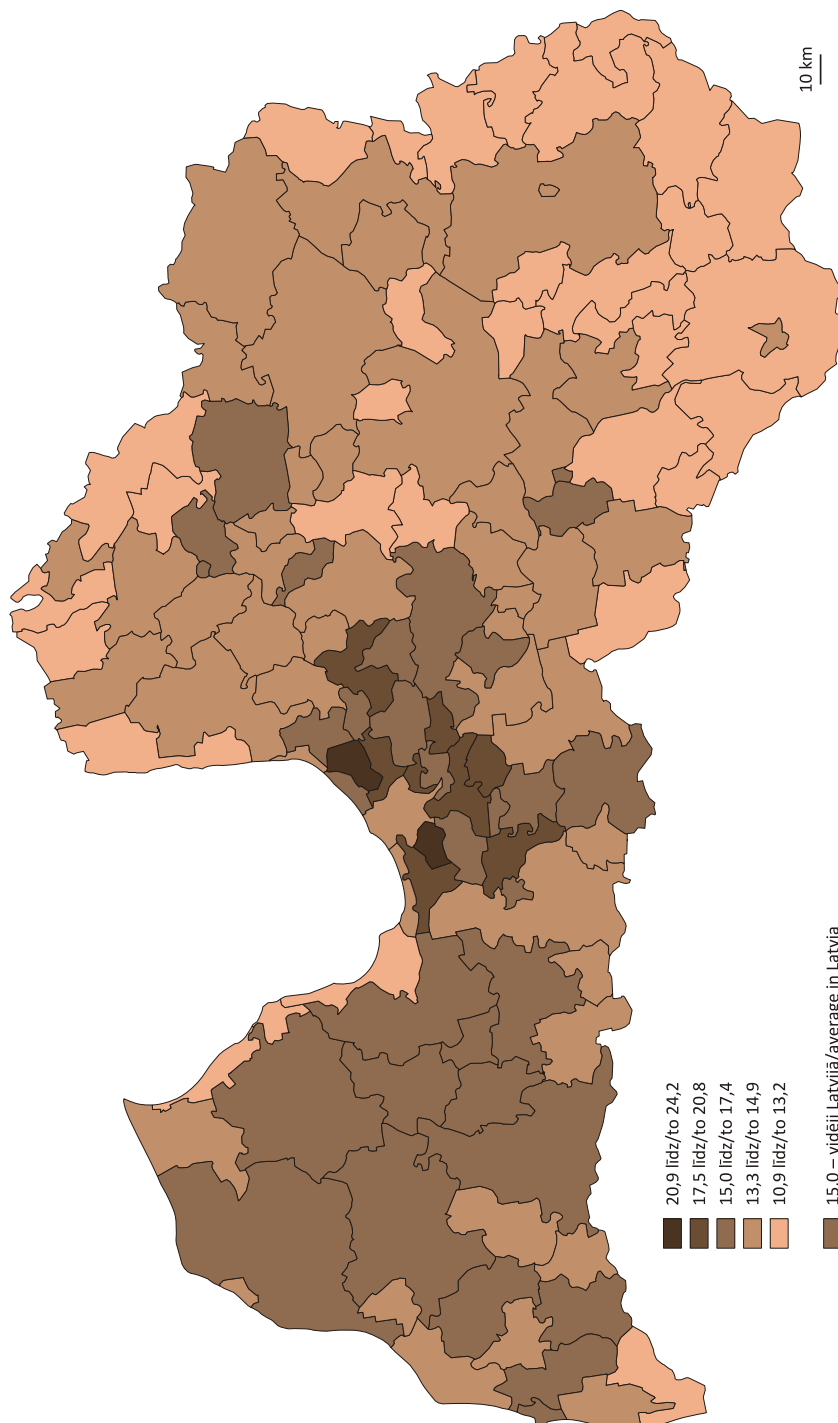 10 km
20,9 līdz/to 24,2
17,5 līdz/to 20,8
15,0 līdz/to 17,4
13,3 līdz/to 14,9
10,9 līdz/to 13,2
15,0 – vidēji Latvijā/average in Latvia